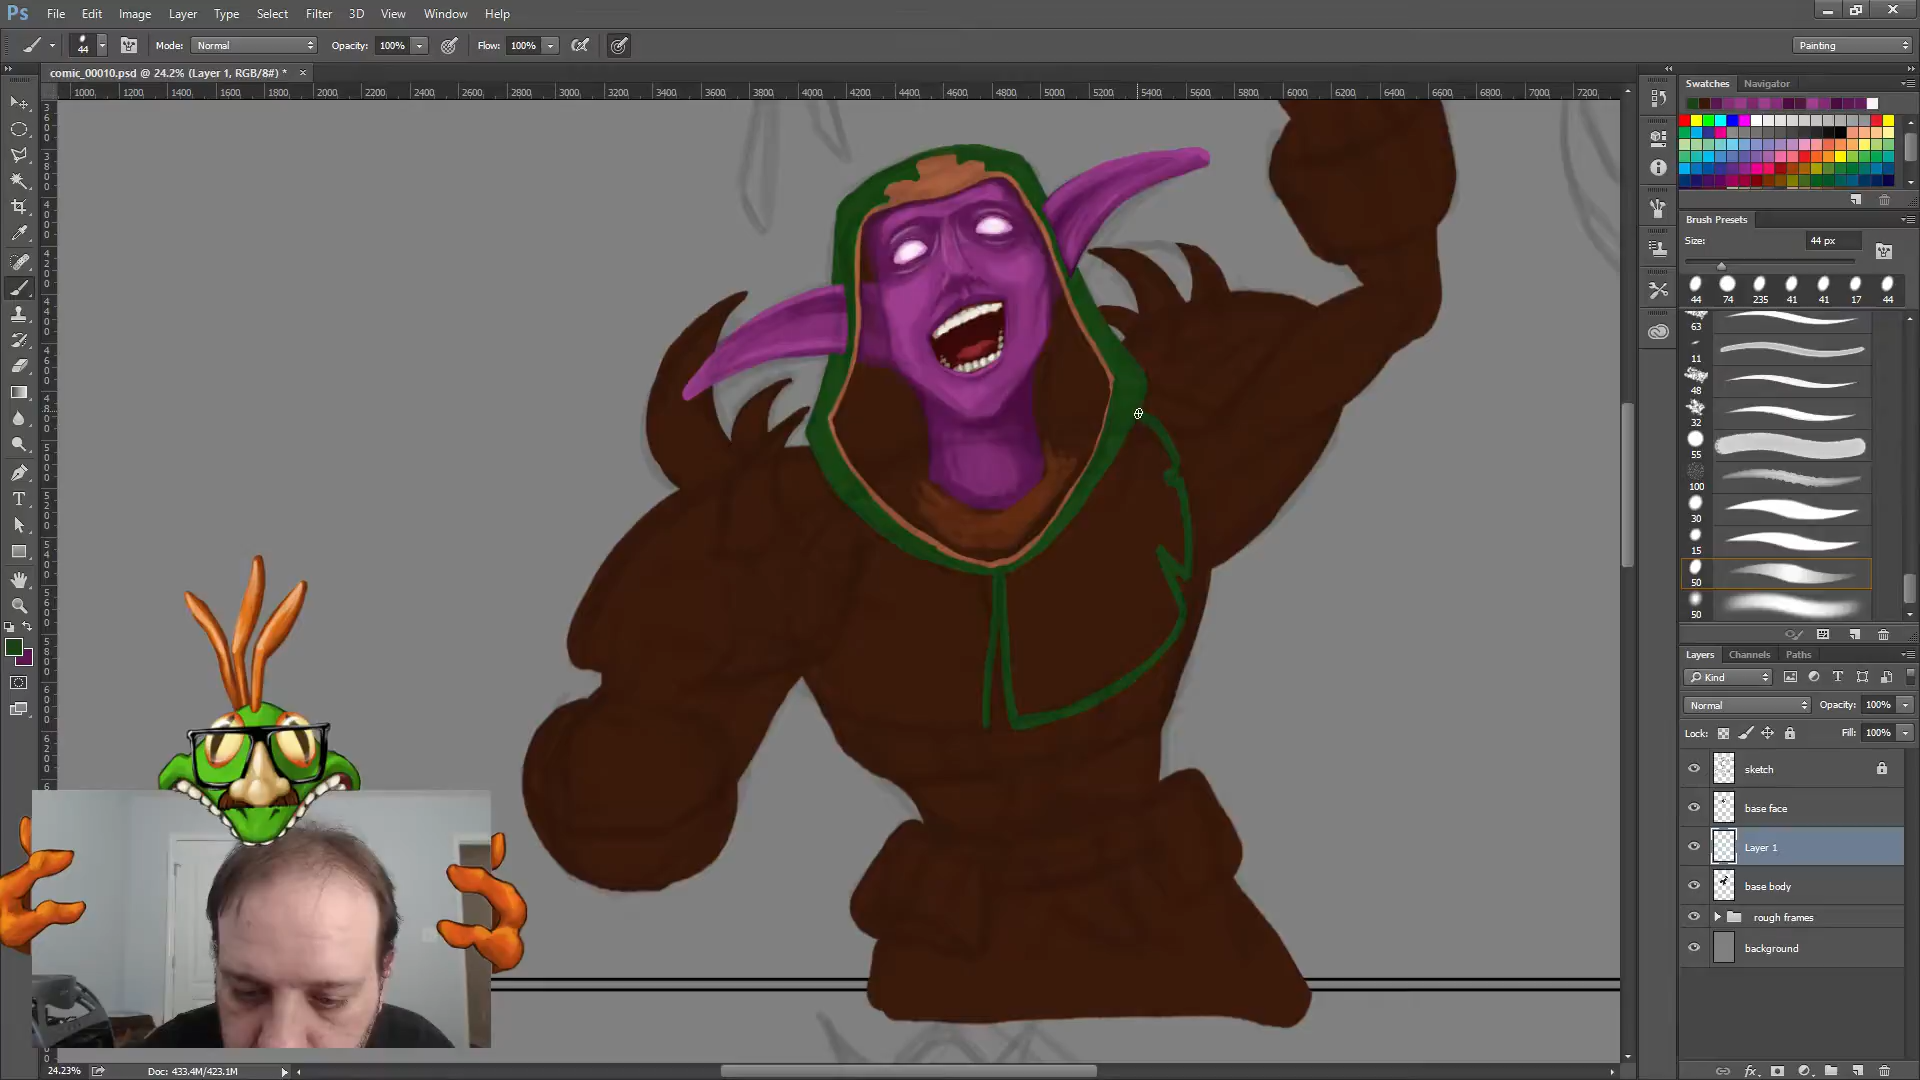 Ps File Edit Image Layer Type Select Filter 3D View Window Help
44 Mode: Normal Opacity: 100% Flow: 100% Painting
comic_00010.psd @ 24.2% (Layer 1, RGB/8#) * ×
1000 1200 1400 1600 1800 2000 2200 2400 2600 2800 3000 3200 3400 3600 3800 4000 4200 4400 4600 4800 5000 5200 5400 5600 5800 6000 6200 6400 6600 6800 7000 7200
Swatches Navigator
Brush Presets
Size: 44 px
44 74 235 41 41 17 44
63
11
48
32
55
100
30
15
50
50
Layers Channels Paths
Kind
Normal Opacity: 100%
Lock: Fill: 100%
sketch
base face
Layer 1
base body
rough frames
background
24.23% Doc: 433.4M/423.1M